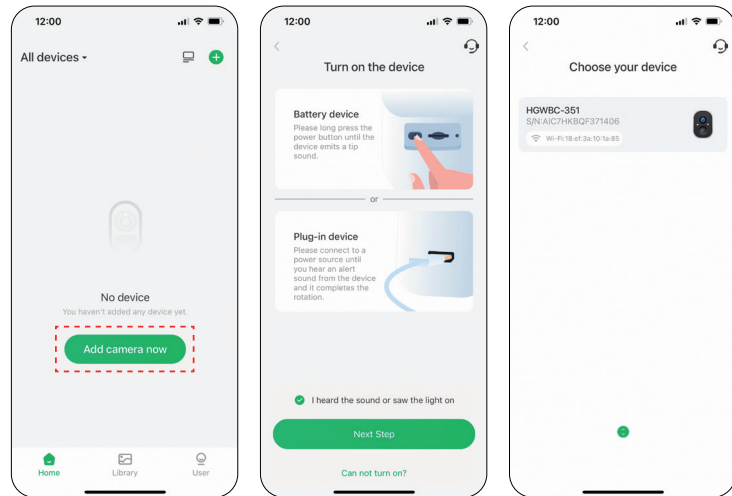 12:00
All devices
No device
You haven't added any device yet.
Add camera now
Home
Library
User
12:00
Turn on the device
Battery device
Please long press the
power button until the
device emits a tip
sound.
or
Plug-in device
Please connect to a
power source until
you hear an alert
sound from the device
and it completes the
rotation.
I heard the sound or saw the light on
Next Step
Can not turn on?
12:00
Choose your device
HGWBC-351
S/N:AIC7HKBQF371406
Wi-Fi:18:ef:3a:10:1a:85